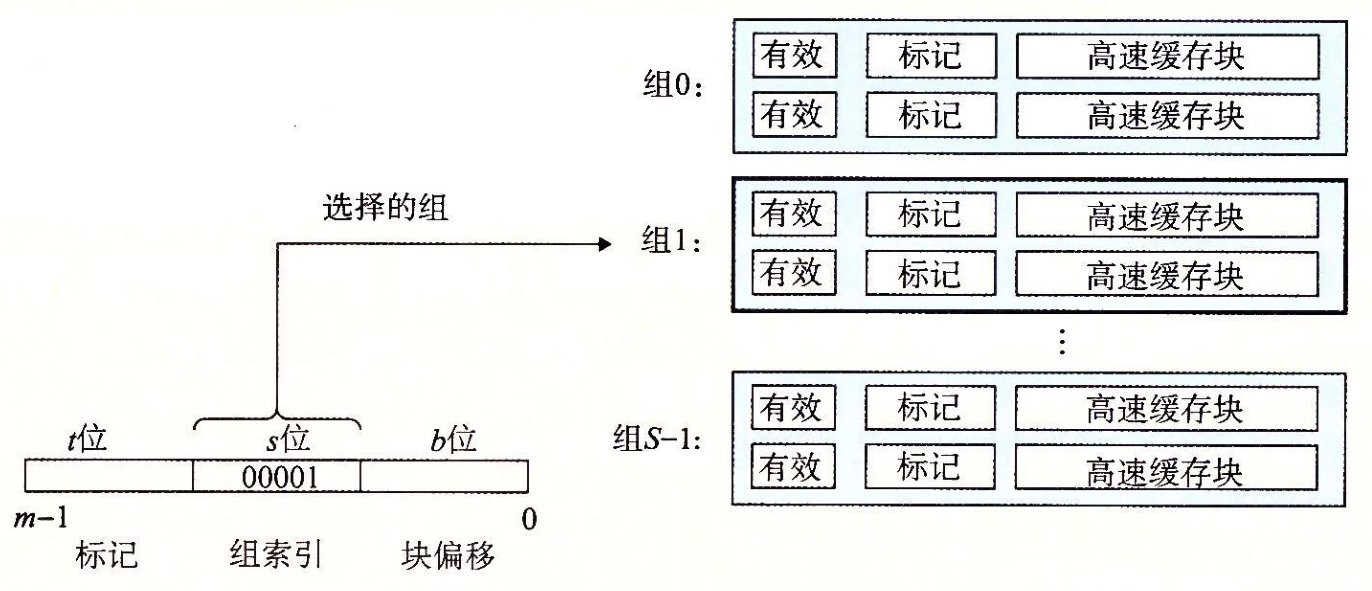 组0：
有效 标记 高速缓存块
有效 标记 高速缓存块
选择的组
组1：
有效 标记 高速缓存块
有效 标记 高速缓存块
⋮
组S−1：
有效 标记 高速缓存块
有效 标记 高速缓存块
t位 s位 b位
00001
m−1 0
标记 组索引 块偏移